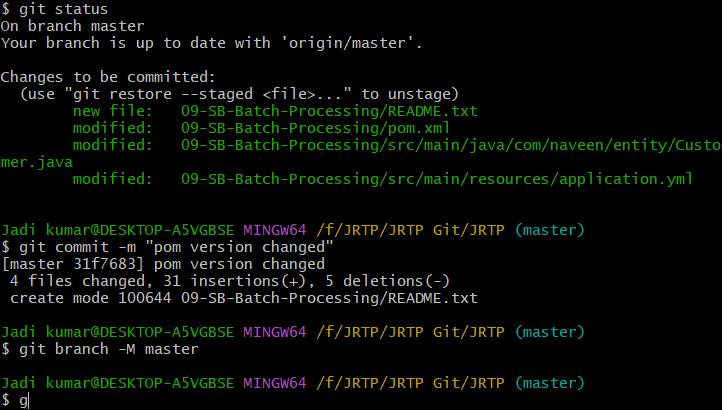 $ git status
On branch master
Your branch is up to date with 'origin/master'.
Changes to be committed:
  (use "git restore --staged <file>..." to unstage)
        new file:   09-SB-Batch-Processing/README.txt
        modified:   09-SB-Batch-Processing/pom.xml
        modified:   09-SB-Batch-Processing/src/main/java/com/naveen/entity/Custo
mer.java
        modified:   09-SB-Batch-Processing/src/main/resources/application.yml
Jadi kumar@DESKTOP-A5VGBSE MINGW64 /f/JRTP/JRTP Git/JRTP (master)
$ git commit -m "pom version changed"
[master 31f7683] pom version changed
 4 files changed, 31 insertions(+), 5 deletions(-)
 create mode 100644 09-SB-Batch-Processing/README.txt
Jadi kumar@DESKTOP-A5VGBSE MINGW64 /f/JRTP/JRTP Git/JRTP (master)
$ git branch -M master
Jadi kumar@DESKTOP-A5VGBSE MINGW64 /f/JRTP/JRTP Git/JRTP (master)
$ g